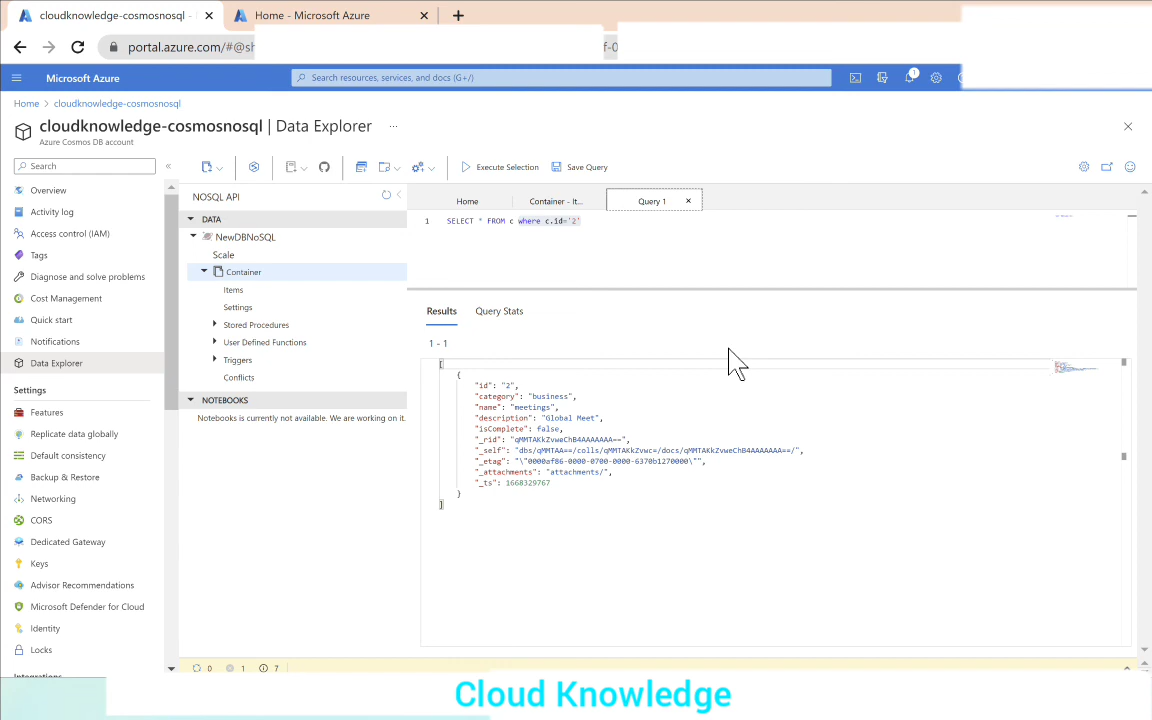 cloudknowledge-cosmosnosql -
Home - Microsoft Azure
portal.azure.com/#@sh
f-0
Microsoft Azure
Search resources, services, and docs (G+/)
1
Home > cloudknowledge-cosmosnosql
cloudknowledge-cosmosnosql | Data Explorer ...
Azure Cosmos DB account
Search
Overview
Activity log
Access control (IAM)
Tags
Diagnose and solve problems
Cost Management
Quick start
Notifications
Data Explorer
Settings
Features
Replicate data globally
Default consistency
Backup & Restore
Networking
CORS
Dedicated Gateway
Keys
Advisor Recommendations
Microsoft Defender for Cloud
Identity
Locks
Integrations
Execute Selection
Save Query
NOSQL API
DATA
NewDBNoSQL
Scale
Container
Items
Settings
Stored Procedures
User Defined Functions
Triggers
Conflicts
NOTEBOOKS
Notebooks is currently not available. We are working on it.
Home
Container - It...
Query 1
1 SELECT * FROM c where c.id='2'
Results
Query Stats
1 - 1
[
{
"id": "2",
"category": "business",
"name": "meetings",
"description": "Global Meet",
"isComplete": false,
"_rid": "qMMTAKkZvweChB4AAAAAAA==",
"_self": "dbs/qMMTAA==/colls/qMMTAKkZvwc=/docs/qMMTAKkZvweChB4AAAAAAA==/",
"_etag": "\"0000af86-0000-0700-0000-6370b1270000\"",
"_attachments": "attachments/",
"_ts": 1668329767
}
]
0 1 7
Cloud Knowledge